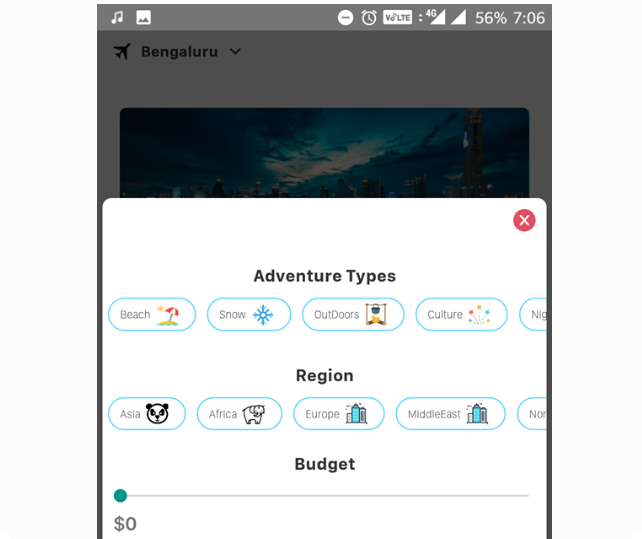 VoLTE 4G 56% 7:06
Bengaluru
Adventure Types
Beach Snow OutDoors Culture Nig
Region
Asia Africa Europe MiddleEast Nor
Budget
$0